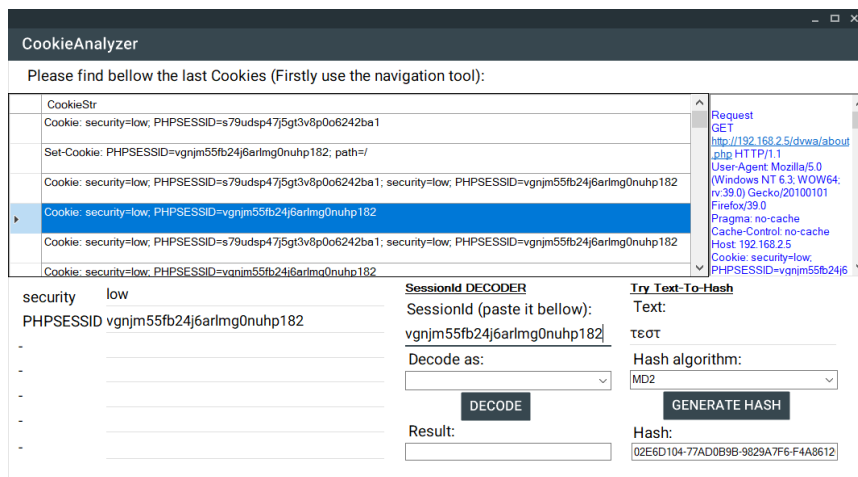 CookieAnalyzer
Please find bellow the last Cookies (Firstly use the navigation tool):
CookieStr
Cookie: security=low; PHPSESSID=s79udsp47j5gt3v8p0o6242ba1
Set-Cookie: PHPSESSID=vgnjm55fb24j6arlmg0nuhp182; path=/
Cookie: security=low; PHPSESSID=s79udsp47j5gt3v8p0o6242ba1; security=low; PHPSESSID=vgnjm55fb24j6arlmg0nuhp182
Cookie: security=low; PHPSESSID=vgnjm55fb24j6arlmg0nuhp182
Cookie: security=low; PHPSESSID=s79udsp47j5gt3v8p0o6242ba1; security=low; PHPSESSID=vgnjm55fb24j6arlmg0nuhp182
Cookie: security=low; PHPSESSID=vgnjm55fb24j6arlmg0nuhp182
Request
GET
http://192.168.2.5/dvwa/about
.php HTTP/1.1
User-Agent: Mozilla/5.0
(Windows NT 6.3; WOW64;
rv:39.0) Gecko/20100101
Firefox/39.0
Pragma: no-cache
Cache-Control: no-cache
Host: 192.168.2.5
Cookie: security=low;
PHPSESSID=vgnjm55fb24j6
security low
PHPSESSID vgnjm55fb24j6arlmg0nuhp182
-
-
-
-
-
SessionId DECODER
SessionId (paste it bellow):
vgnjm55fb24j6arlmg0nuhp182
Decode as:
DECODE
Result:
Try Text-To-Hash
Text:
τεστ
Hash algorithm:
MD2
GENERATE HASH
Hash:
02E6D104-77AD0B9B-9829A7F6-F4A8612